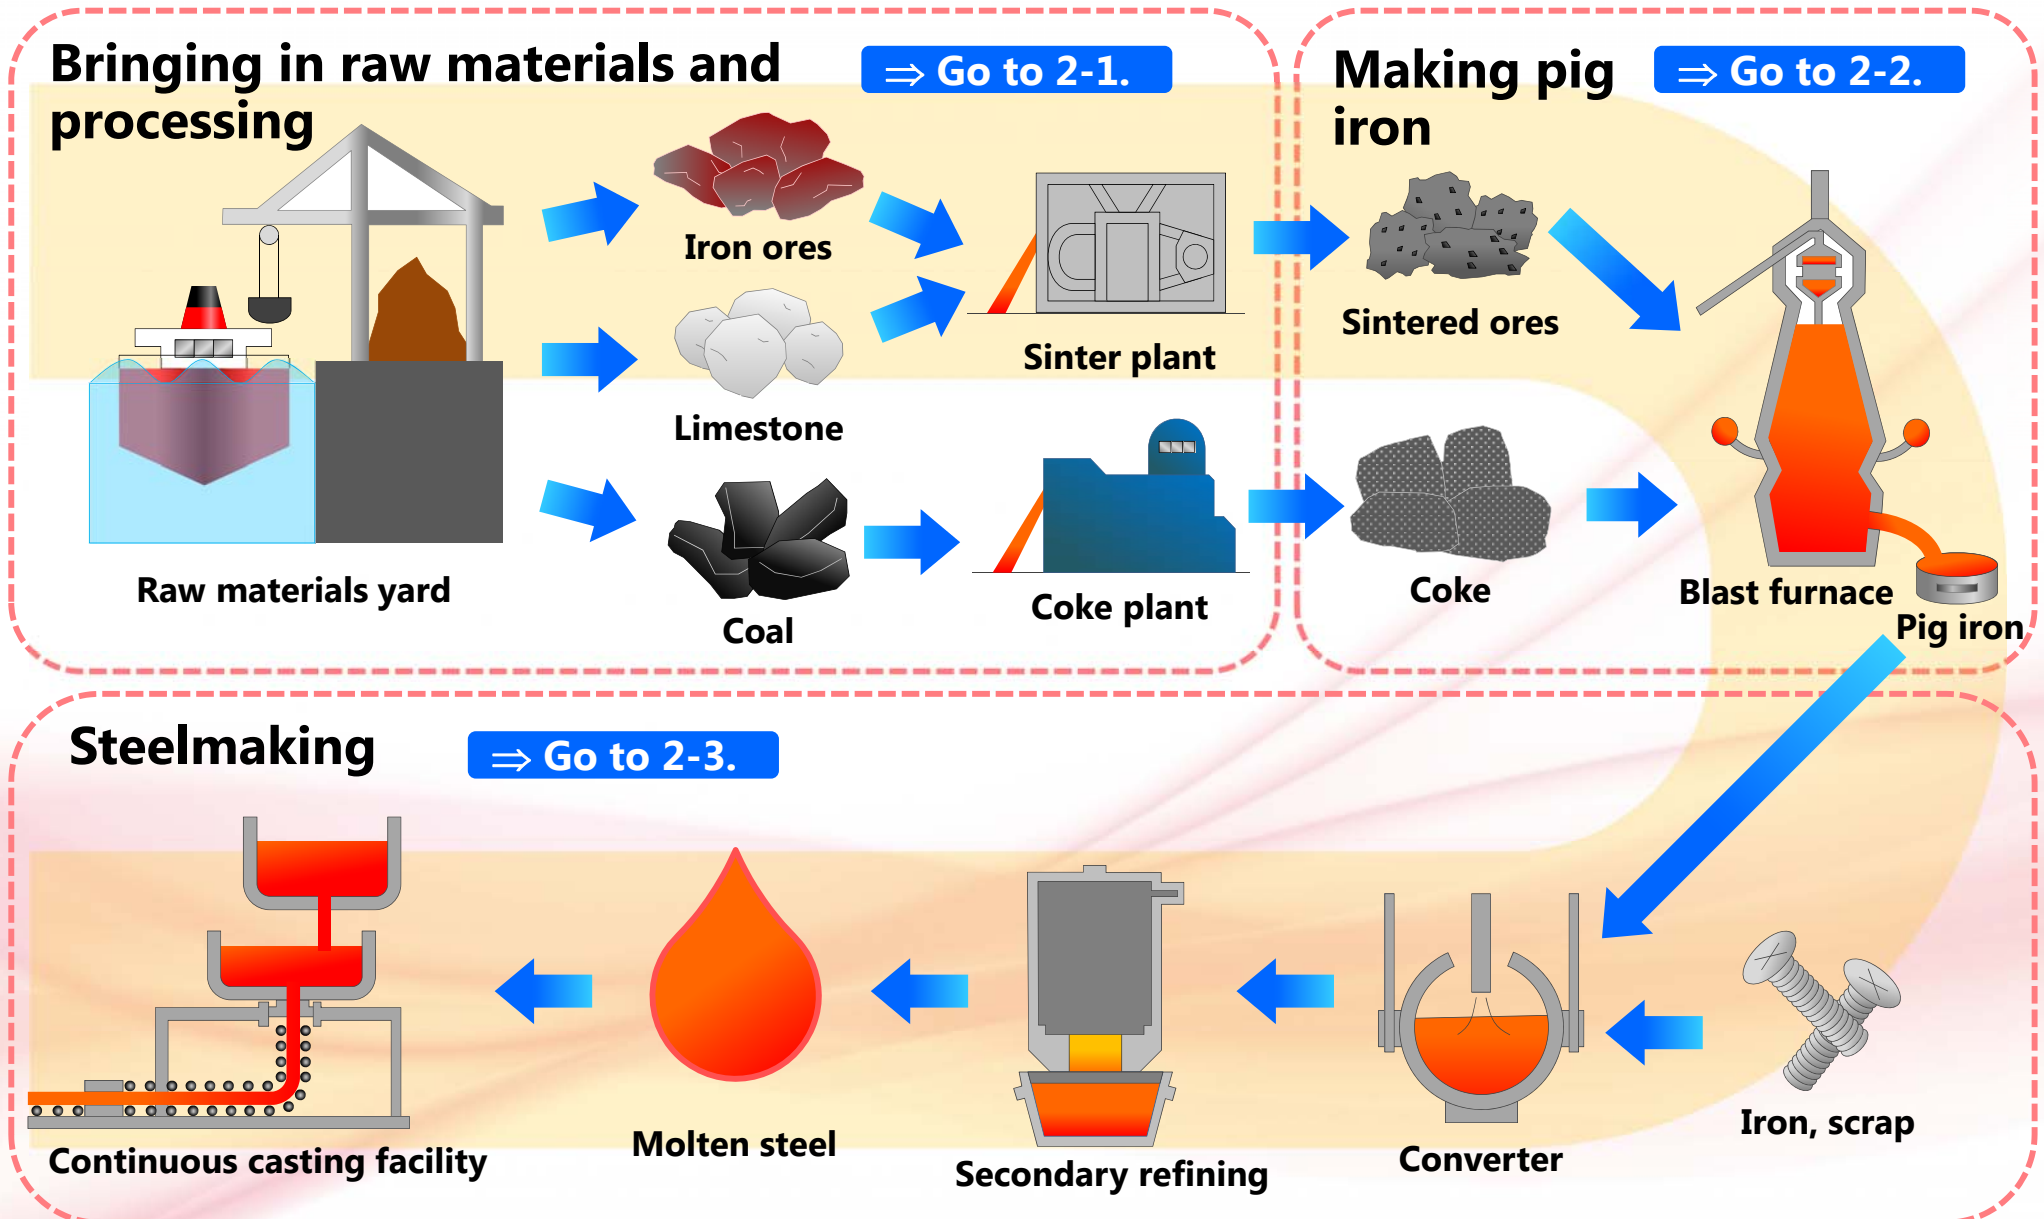 Bringing in raw materials and
processing
⇒ Go to 2-1.
Iron ores
Limestone
Coal
Raw materials yard
Sinter plant
Coke plant
Making pig
iron
⇒ Go to 2-2.
Sintered ores
Coke
Blast furnace
Pig iron
Steelmaking
⇒ Go to 2-3.
Continuous casting facility
Molten steel
Secondary refining
Converter
Iron, scrap